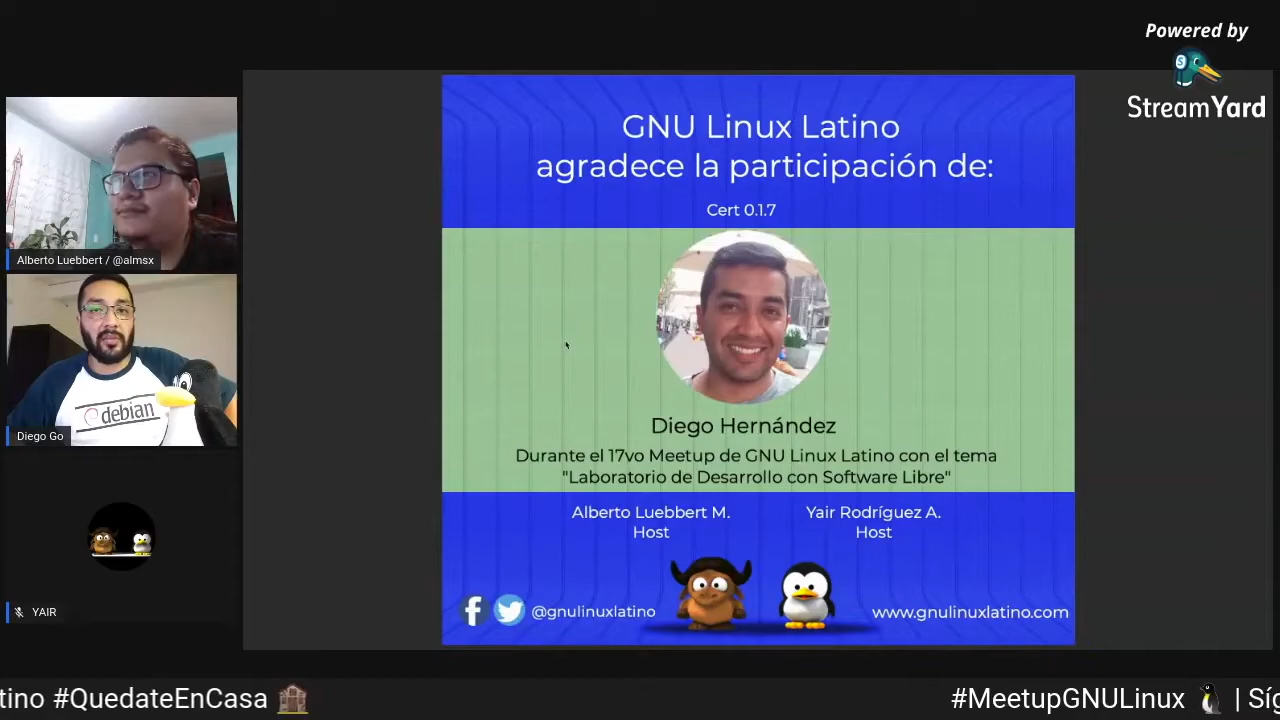 Powered by
StreamYard
GNU Linux Latino
agradece la participación de:
Cert 0.1.7
Alberto Luebbert / @almsx
debian
Diego Go
Diego Hernández
Durante el 17vo Meetup de GNU Linux Latino con el tema
"Laboratorio de Desarrollo con Software Libre"
Alberto Luebbert M.
Host
Yair Rodríguez A.
Host
YAIR
@gnulinuxlatino
www.gnulinuxlatino.com
tino #QuedateEnCasa
#MeetupGNULinux | Síg